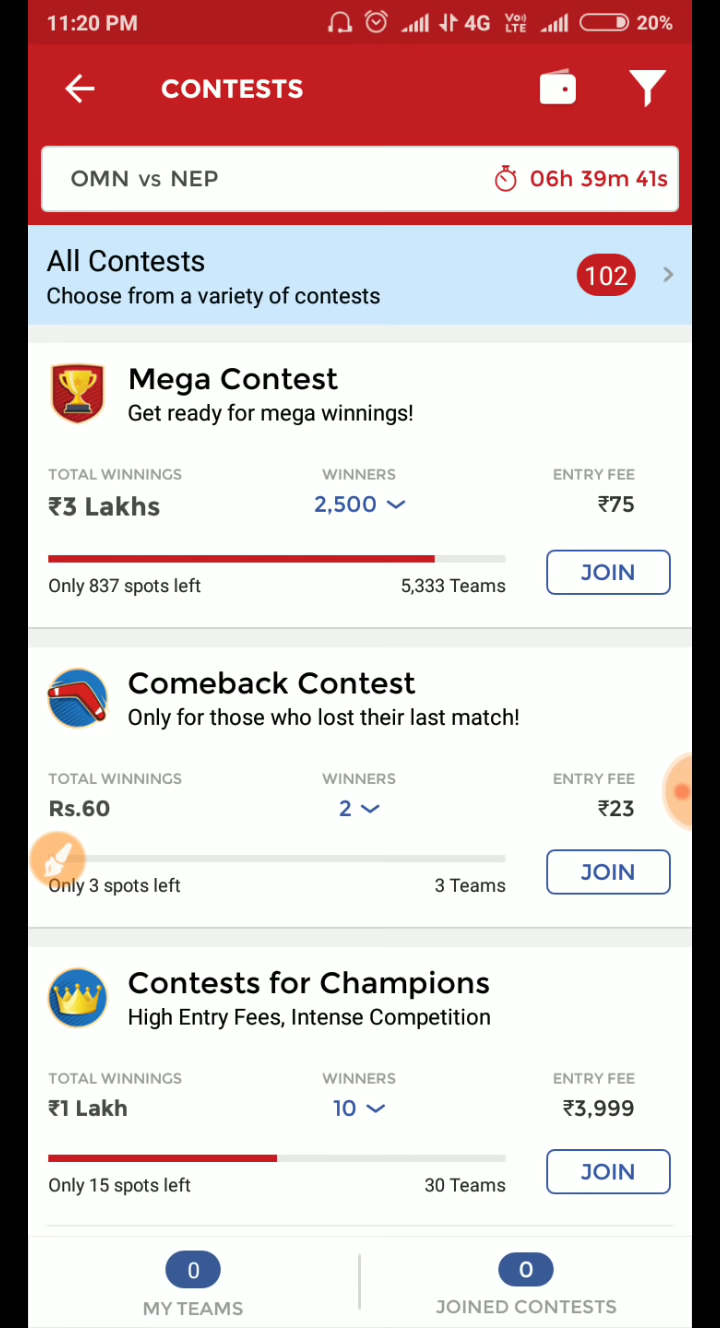 11:20 PM 4G Vo)) LTE 20%
CONTESTS
OMN vs NEP 06h 39m 41s
All Contests
Choose from a variety of contests
102
Mega Contest
Get ready for mega winnings!
TOTAL WINNINGS WINNERS ENTRY FEE
₹3 Lakhs 2,500 ₹75
Only 837 spots left 5,333 Teams JOIN
Comeback Contest
Only for those who lost their last match!
TOTAL WINNINGS WINNERS ENTRY FEE
Rs.60 2 ₹23
Only 3 spots left 3 Teams JOIN
Contests for Champions
High Entry Fees, Intense Competition
TOTAL WINNINGS WINNERS ENTRY FEE
₹1 Lakh 10 ₹3,999
Only 15 spots left 30 Teams JOIN
0 0
MY TEAMS JOINED CONTESTS